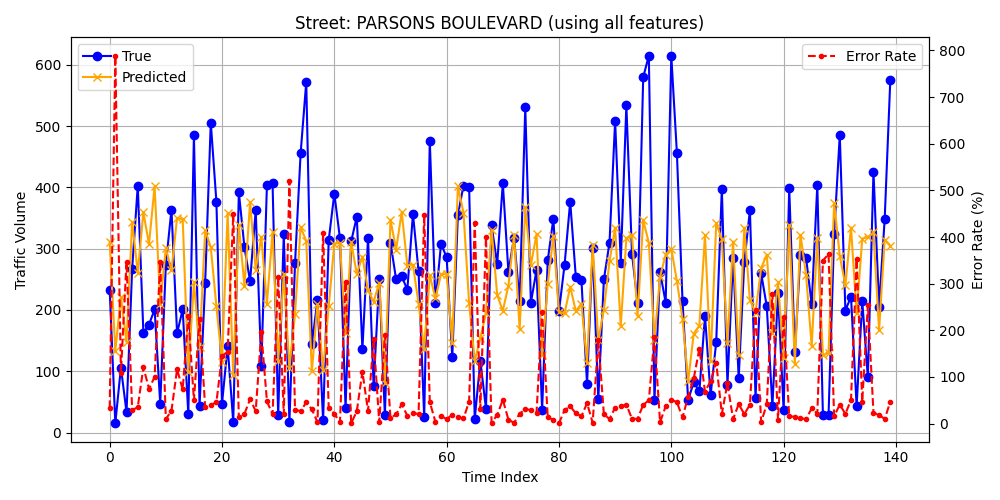 Street: PARSONS BOULEVARD (using all features)
True
Predicted
Error Rate
Traffic Volume
600
500
400
300
200
100
0
Error Rate (%)
800
700
600
500
400
300
200
100
0
0 20 40 60 80 100 120 140
Time Index